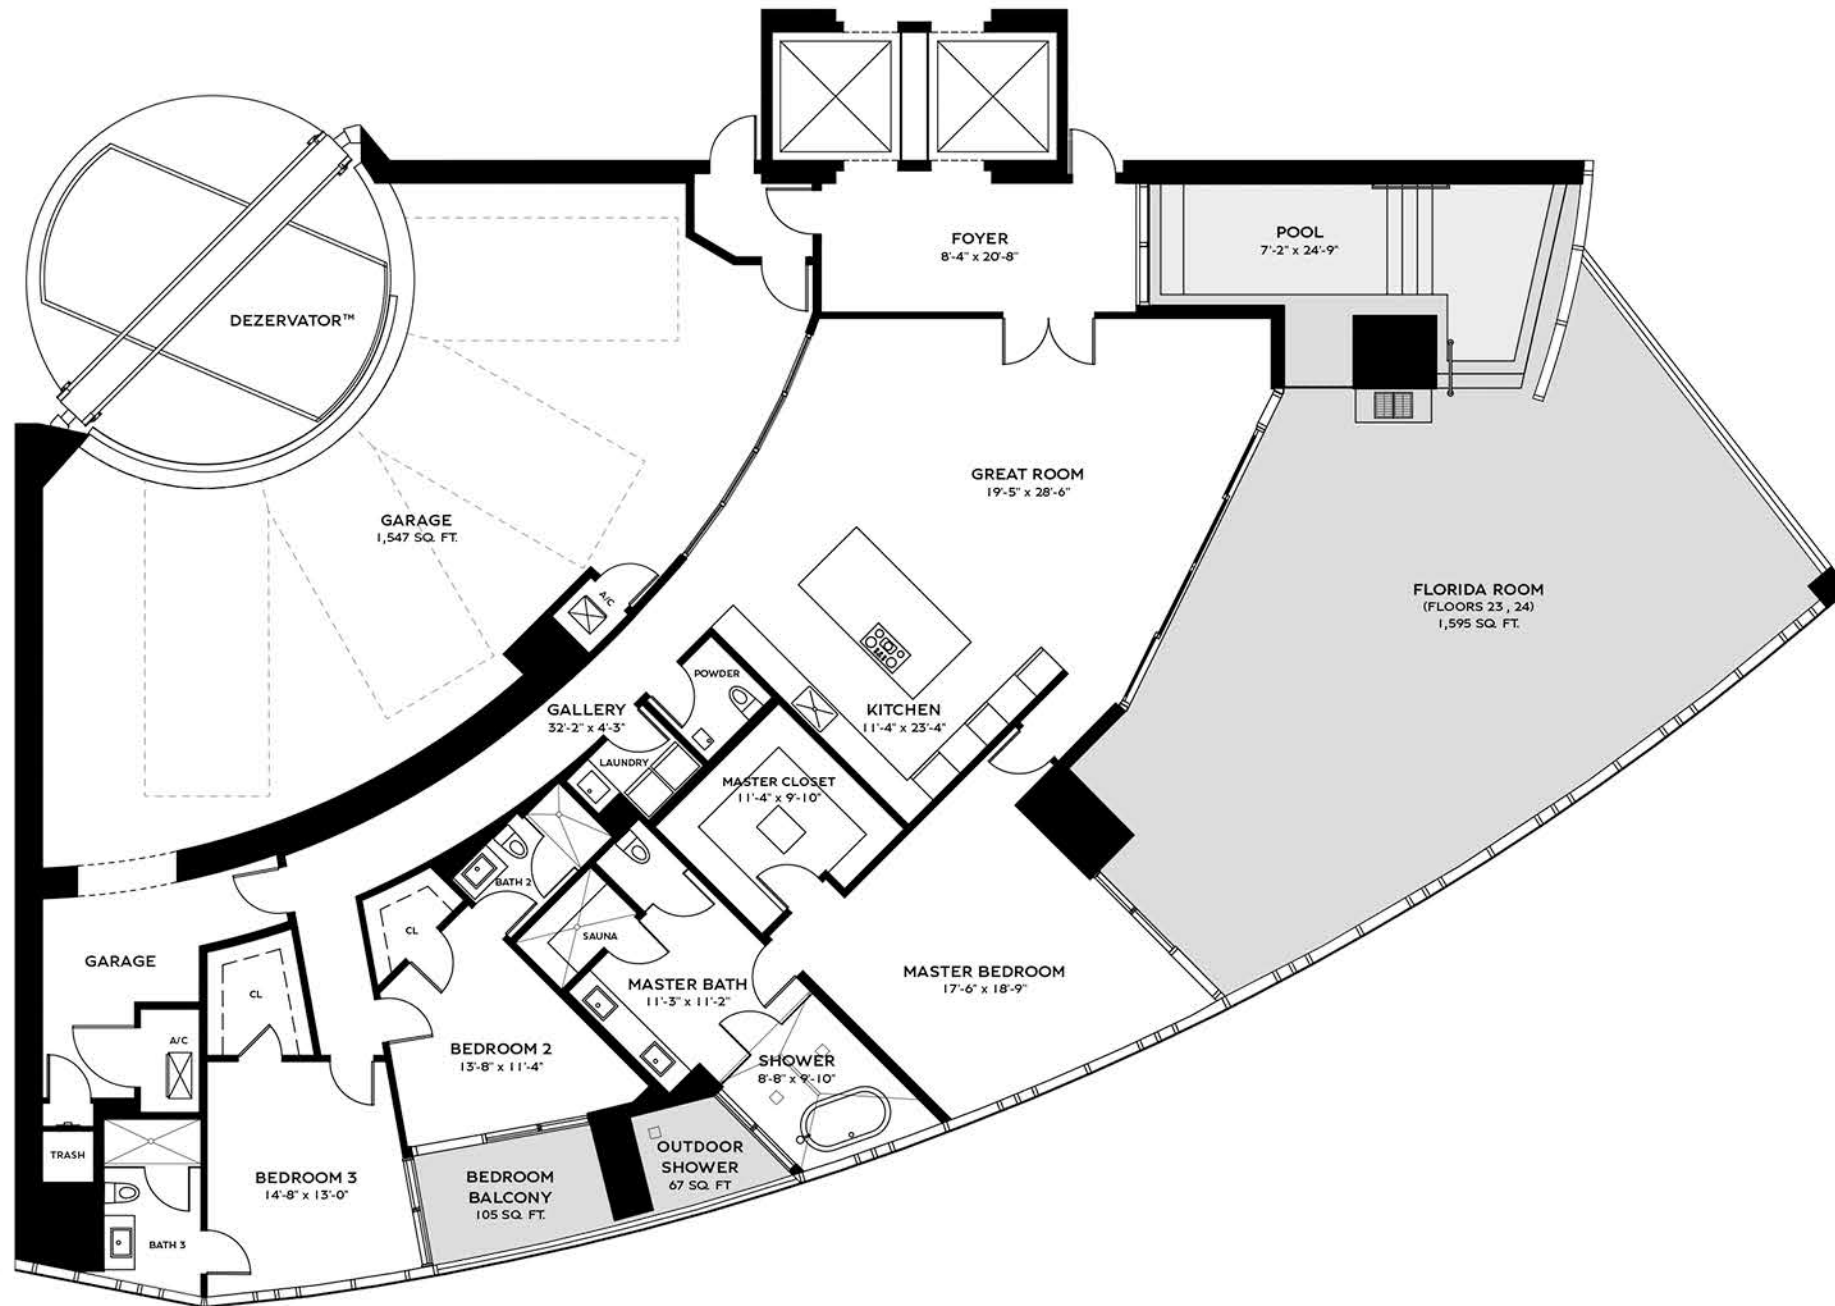 FOYER
8'-4" x 20'-8"
POOL
7'-2" x 24'-9"
DEZERVATOR™
GREAT ROOM
19'-5" x 28'-6"
GARAGE
1,547 SQ. FT.
A/C
FLORIDA ROOM
(FLOORS 23 , 24)
1,595 SQ. FT.
POWDER
GALLERY
32'-2" x 4'-3"
KITCHEN
11'-4" x 23'-4"
LAUNDRY
MASTER CLOSET
11'-4" x 9'-10"
BATH 2
CL
SAUNA
GARAGE
CL
MASTER BATH
11'-3" x 11'-2"
MASTER BEDROOM
17'-6" x 18'-9"
A/C
BEDROOM 2
13'-8" x 11'-4"
SHOWER
8'-8" x 9'-10"
TRASH
BEDROOM 3
14'-8" x 13'-0"
BEDROOM
BALCONY
105 SQ. FT.
OUTDOOR
SHOWER
67 SQ. FT
BATH 3